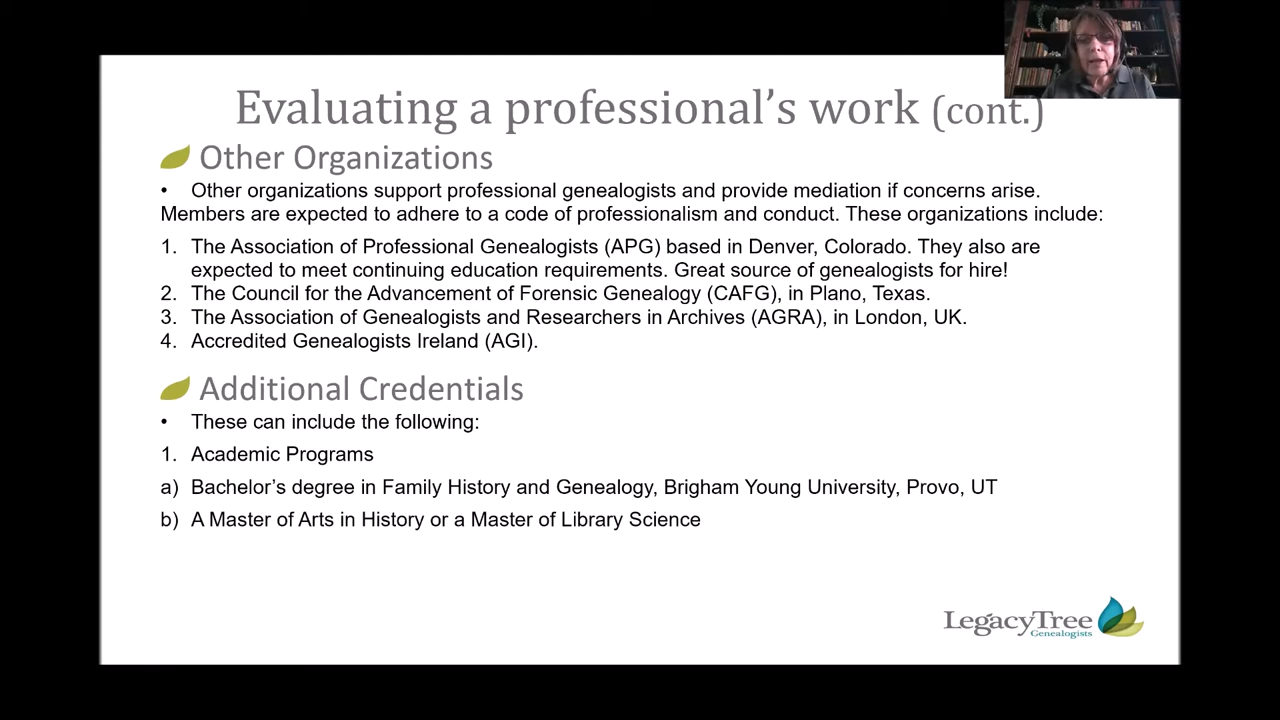 Evaluating a professional's work (cont.)
Other Organizations
• Other organizations support professional genealogists and provide mediation if concerns arise.
Members are expected to adhere to a code of professionalism and conduct. These organizations include:
1. The Association of Professional Genealogists (APG) based in Denver, Colorado. They also are
expected to meet continuing education requirements. Great source of genealogists for hire!
2. The Council for the Advancement of Forensic Genealogy (CAFG), in Plano, Texas.
3. The Association of Genealogists and Researchers in Archives (AGRA), in London, UK.
4. Accredited Genealogists Ireland (AGI).
Additional Credentials
• These can include the following:
1. Academic Programs
a) Bachelor's degree in Family History and Genealogy, Brigham Young University, Provo, UT
b) A Master of Arts in History or a Master of Library Science
LegacyTree
Genealogists